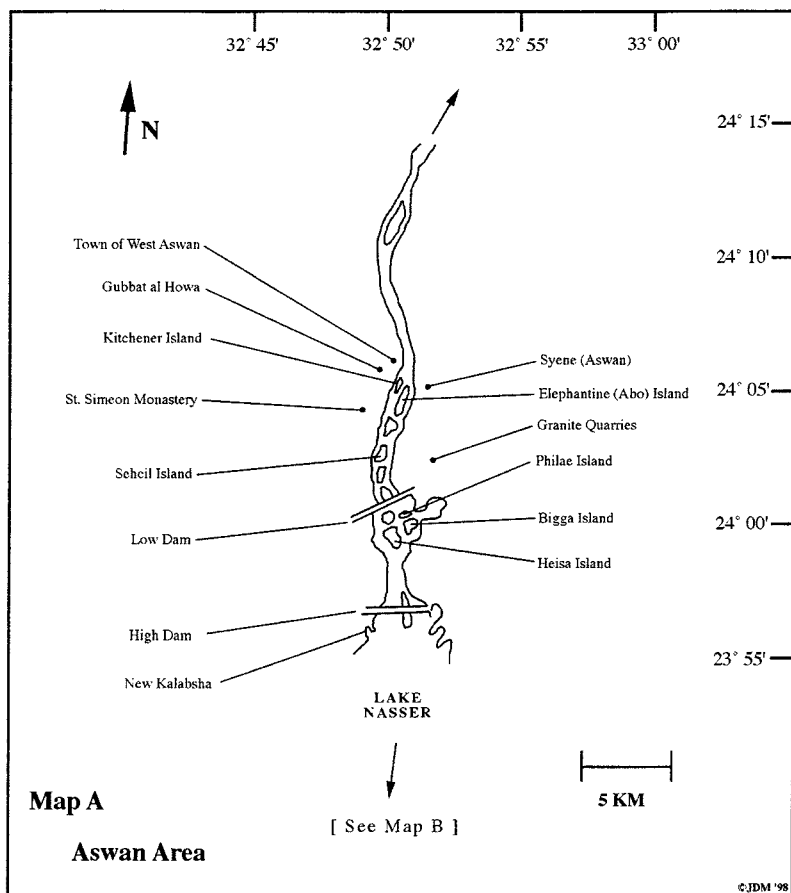 32° 45'
32° 50'
32° 55'
33° 00'
24° 15'
N
Town of West Aswan
24° 10'
Gubbat al Howa
Kitchener Island
Syene (Aswan)
St. Simeon Monastery
Elephantine (Abo) Island
24° 05'
Granite Quarries
Seheil Island
Philae Island
Low Dam
Bigga Island
24° 00'
Heisa Island
High Dam
23° 55'
New Kalabsha
LAKE
NASSER
Map A
5 KM
[ See Map B ]
Aswan Area
©JDM '98